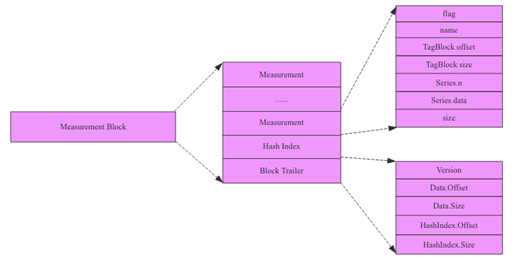 Measurement Block
Measurement
......
Measurement
Hash Index
Block Trailer
flag
name
TagBlock offset
TagBlock size
Series.n
Series.data
size
Version
Data.Offset
Data.Size
HashIndex.Offset
HashIndex.Size